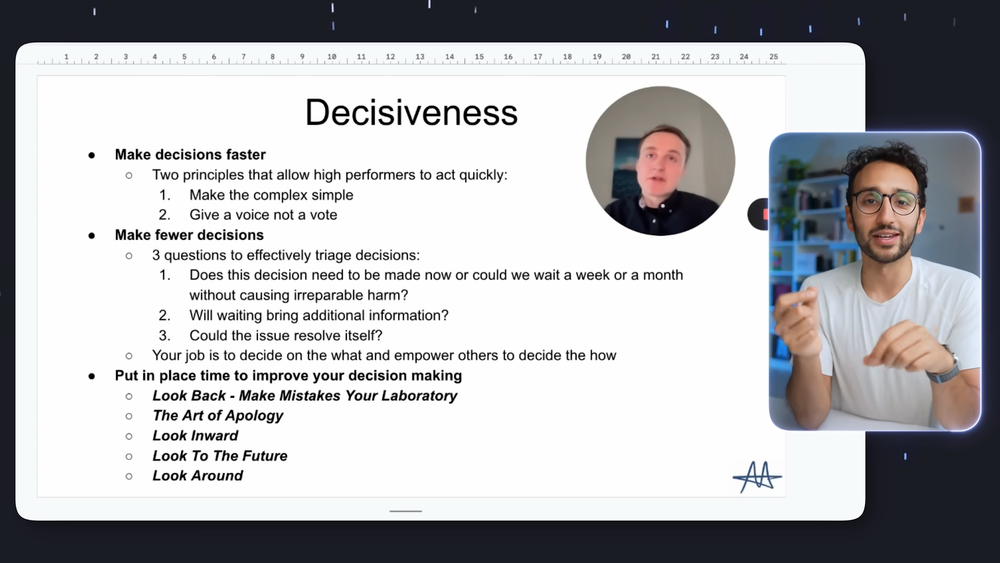 1 2 3 4 5 6 7 8 9 10 11 12 13 14 15 16 17 18 19 20 21 22 23 24 25
Decisiveness
● Make decisions faster
○ Two principles that allow high performers to act quickly:
1. Make the complex simple
2. Give a voice not a vote
● Make fewer decisions
○ 3 questions to effectively triage decisions:
1. Does this decision need to be made now or could we wait a week or a month
without causing irreparable harm?
2. Will waiting bring additional information?
3. Could the issue resolve itself?
○ Your job is to decide on the what and empower others to decide the how
● Put in place time to improve your decision making
○ Look Back - Make Mistakes Your Laboratory
○ The Art of Apology
○ Look Inward
○ Look To The Future
○ Look Around